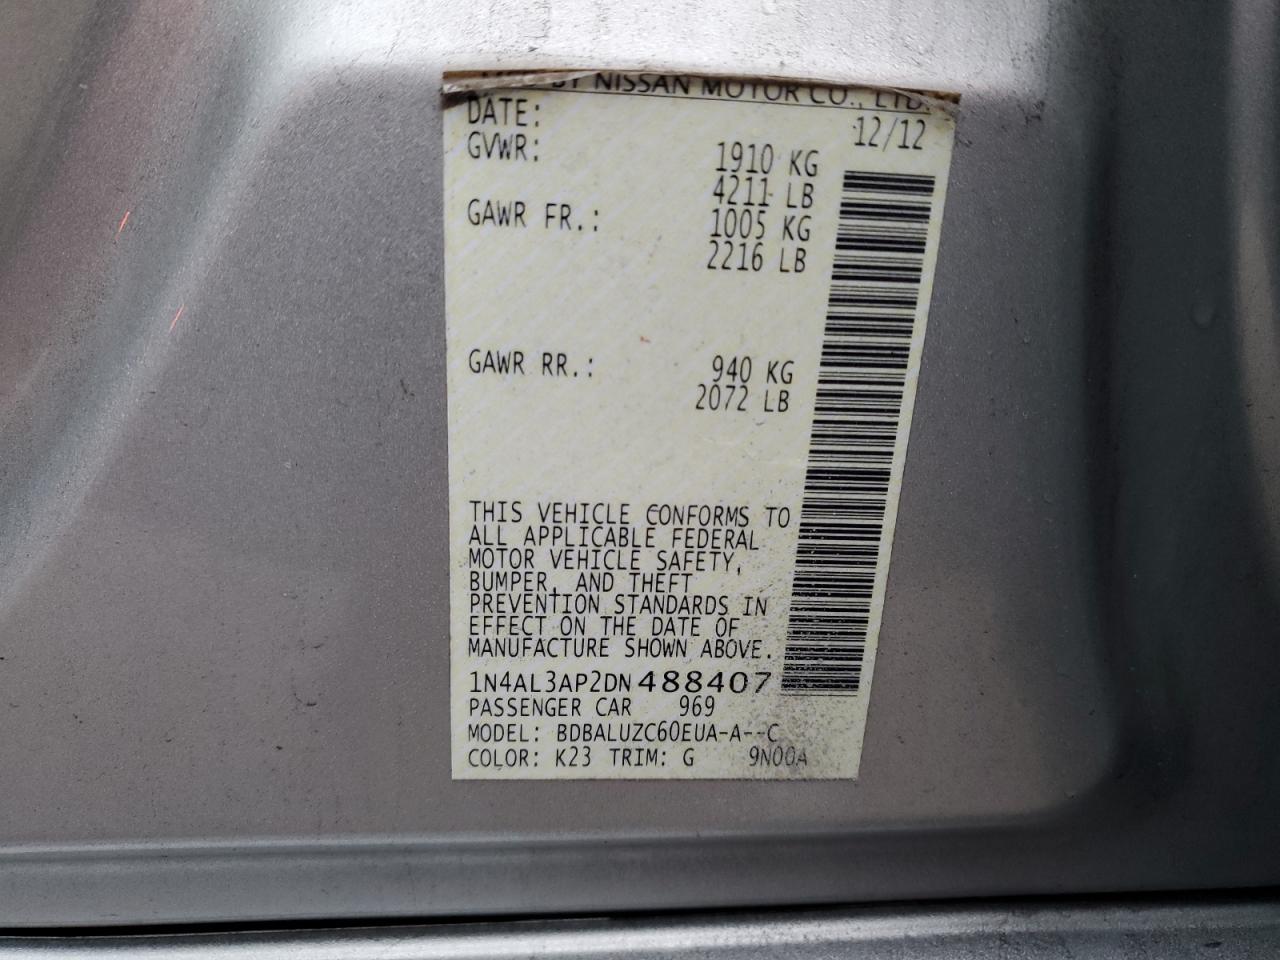 BY NISSAN MOTOR CO., LTD.
DATE: 12/12
GVWR: 1910 KG
4211 LB
GAWR FR.: 1005 KG
2216 LB
GAWR RR.: 940 KG
2072 LB
THIS VEHICLE CONFORMS TO
ALL APPLICABLE FEDERAL
MOTOR VEHICLE SAFETY,
BUMPER, AND THEFT
PREVENTION STANDARDS IN
EFFECT ON THE DATE OF
MANUFACTURE SHOWN ABOVE.
1N4AL3AP2DN488407
PASSENGER CAR 969
MODEL: BDBALUZC60EUA-A--C
COLOR: K23 TRIM: G 9N00A